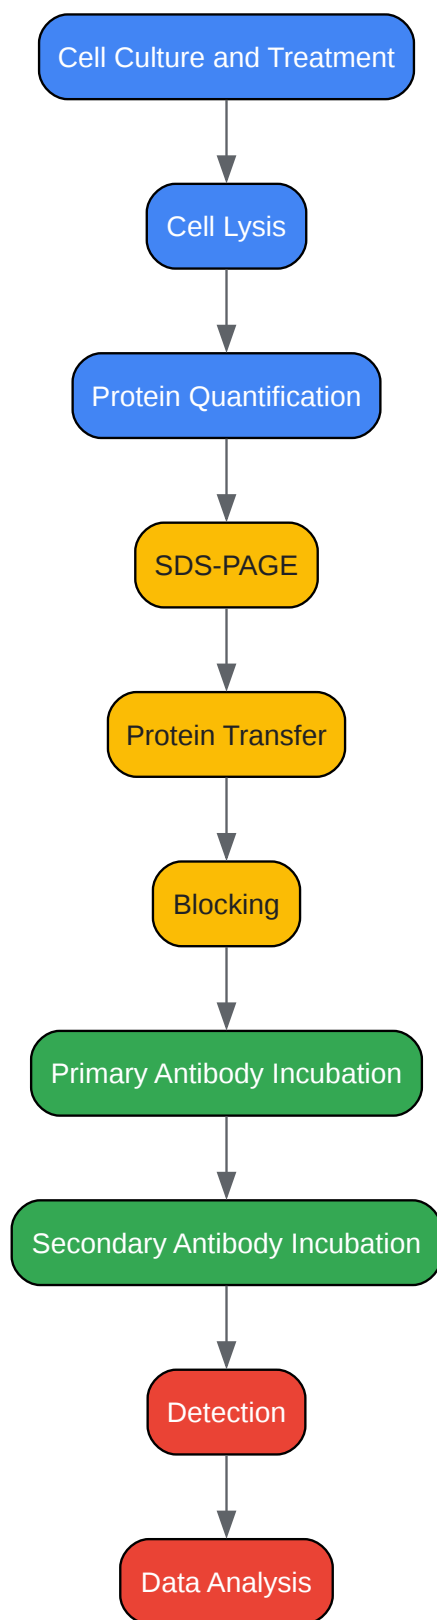 Cell Culture and Treatment
Cell Lysis
Protein Quantification
SDS-PAGE
Protein Transfer
Blocking
Primary Antibody Incubation
Secondary Antibody Incubation
Detection
Data Analysis